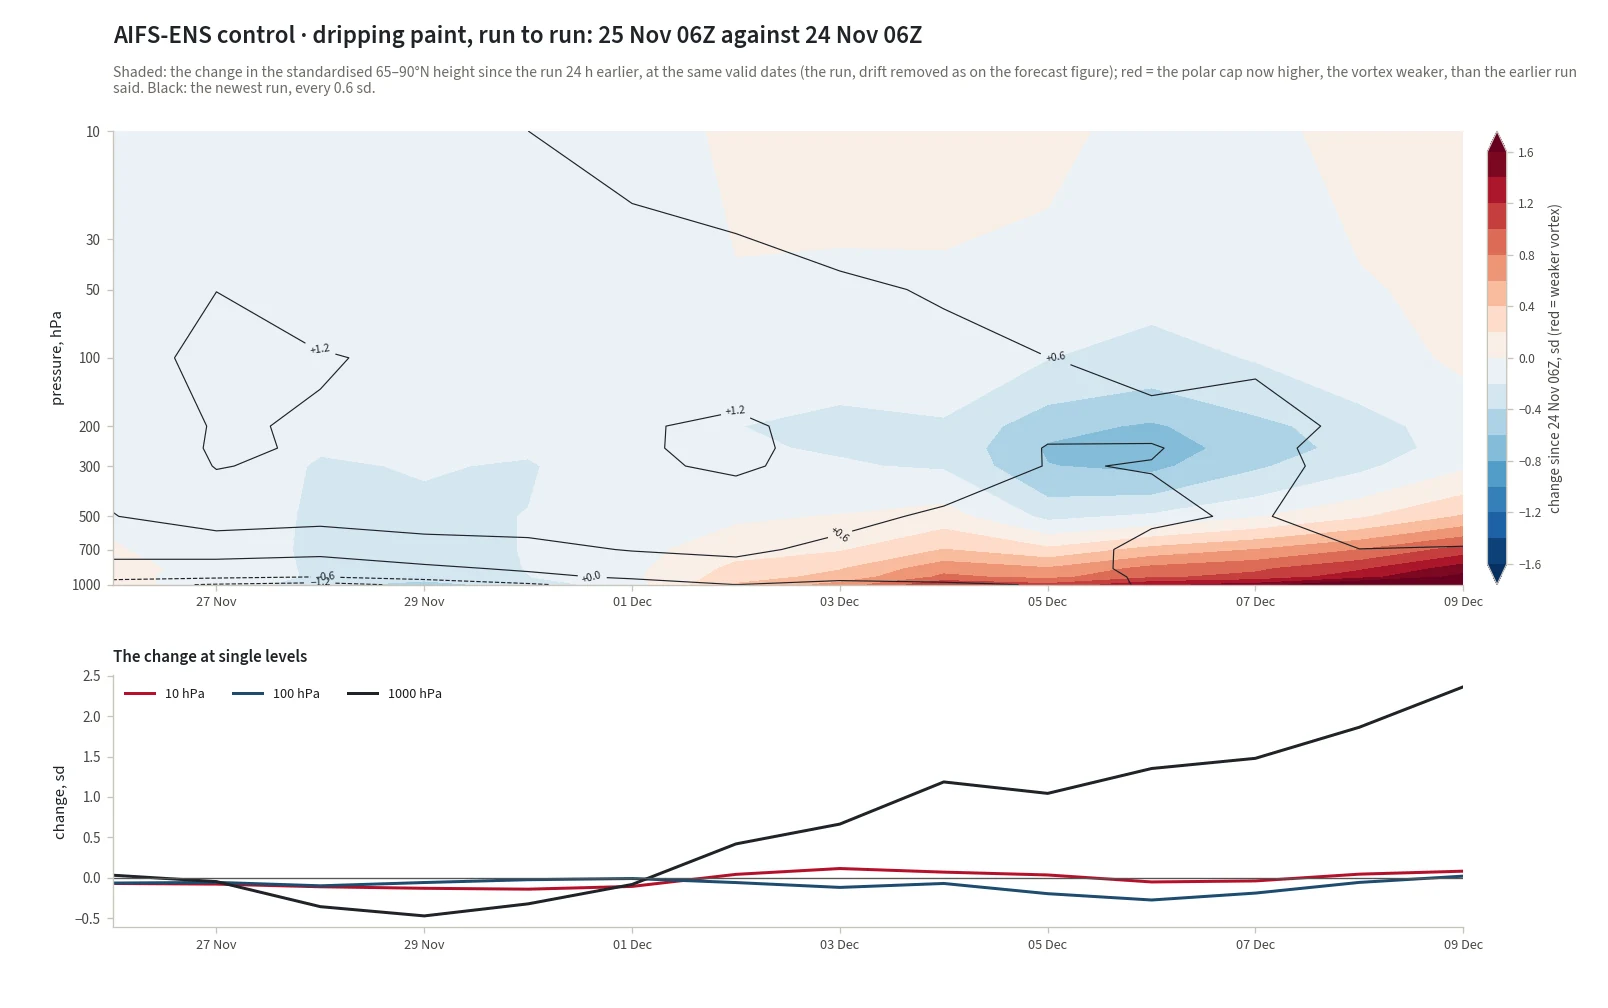 AIFS-ENS control · dripping paint, run to run: 25 Nov 06Z against 24 Nov 06Z
Shaded: the change in the standardised 65–90°N height since the run 24 h earlier, at the same valid dates (the run, drift removed as on the forecast figure); red = the polar cap now higher, the vortex weaker, than the earlier run
said. Black: the newest run, every 0.6 sd.
pressure, hPa
10
30
50
100
200
300
500
700
1000
+1.2
+1.2
+0.6
+0.6
+0.0
27 Nov
29 Nov
01 Dec
03 Dec
05 Dec
07 Dec
09 Dec
1.6
1.2
0.8
0.4
0.0
−0.4
−0.8
−1.2
−1.6
change since 24 Nov 06Z, sd (red = weaker vortex)
The change at single levels
10 hPa
100 hPa
1000 hPa
change, sd
2.5
2.0
1.5
1.0
0.5
0.0
−0.5
27 Nov
29 Nov
01 Dec
03 Dec
05 Dec
07 Dec
09 Dec